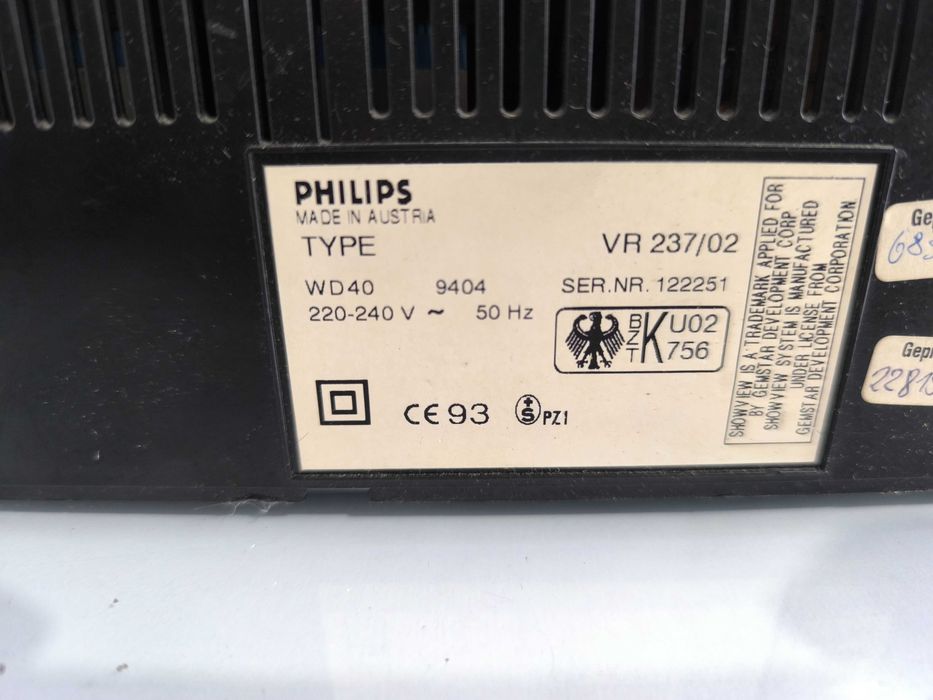 PHILIPS
MADE IN AUSTRIA
TYPE VR 237/02
WD40 9404 SER.NR. 122251
220-240 V ~ 50 Hz
BZT K U02 756
CE 93 S PZ1
SHOWVIEW IS A TRADEMARK APPLIED FOR
BY GEMSTAR DEVELOPMENT CORP.
SHOWVIEW SYSTEM IS MANUFACTURED
UNDER LICENSE FROM
GEMSTAR DEVELOPMENT CORPORATION